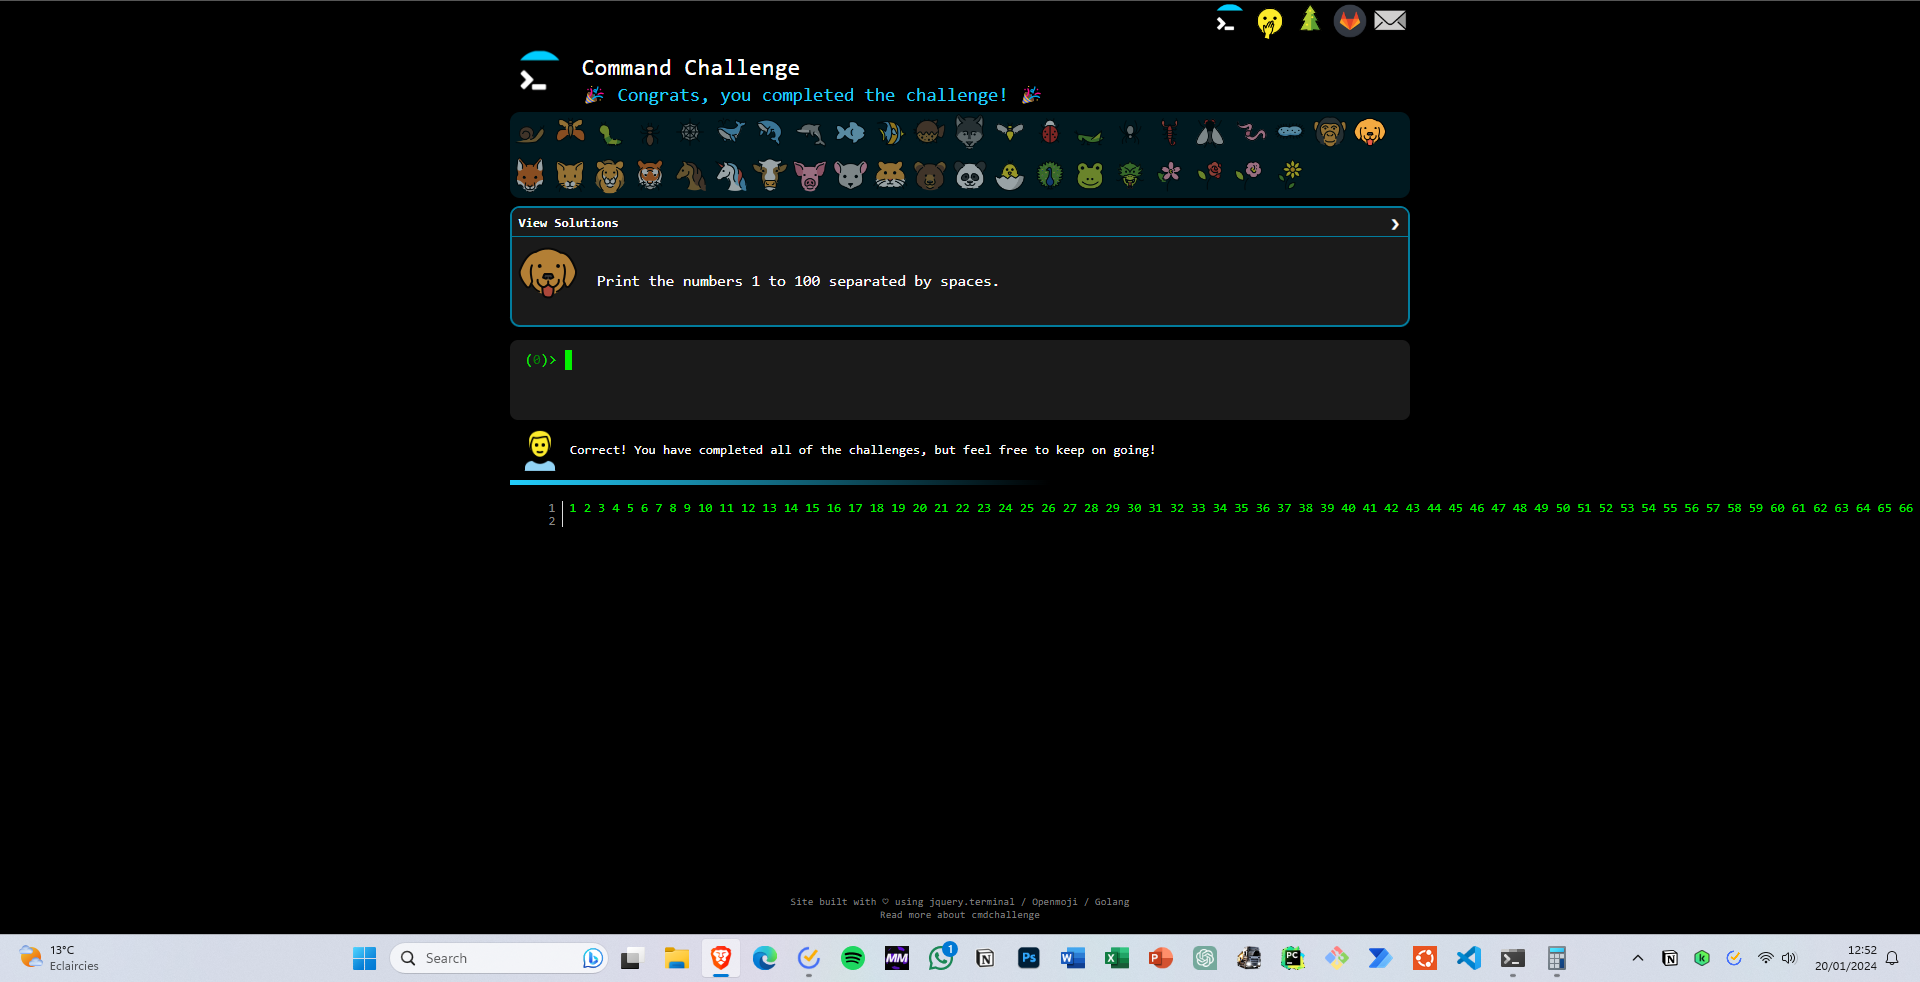 Command Challenge
🎉 Congrats, you completed the challenge! 🎉
View Solutions
Print the numbers 1 to 100 separated by spaces.
(0)>
Correct! You have completed all of the challenges, but feel free to keep on going!
1 1 2 3 4 5 6 7 8 9 10 11 12 13 14 15 16 17 18 19 20 21 22 23 24 25 26 27 28 29 30 31 32 33 34 35 36 37 38 39 40 41 42 43 44 45 46 47 48 49 50 51 52 53 54 55 56 57 58 59 60 61 62 63 64 65 66
2
Site built with ♡ using jquery.terminal / Openmoji / Golang
Read more about cmdchallenge
13°C
Eclaircies
Search
MM
1
Ps
W
X
P
PC
12:52
20/01/2024